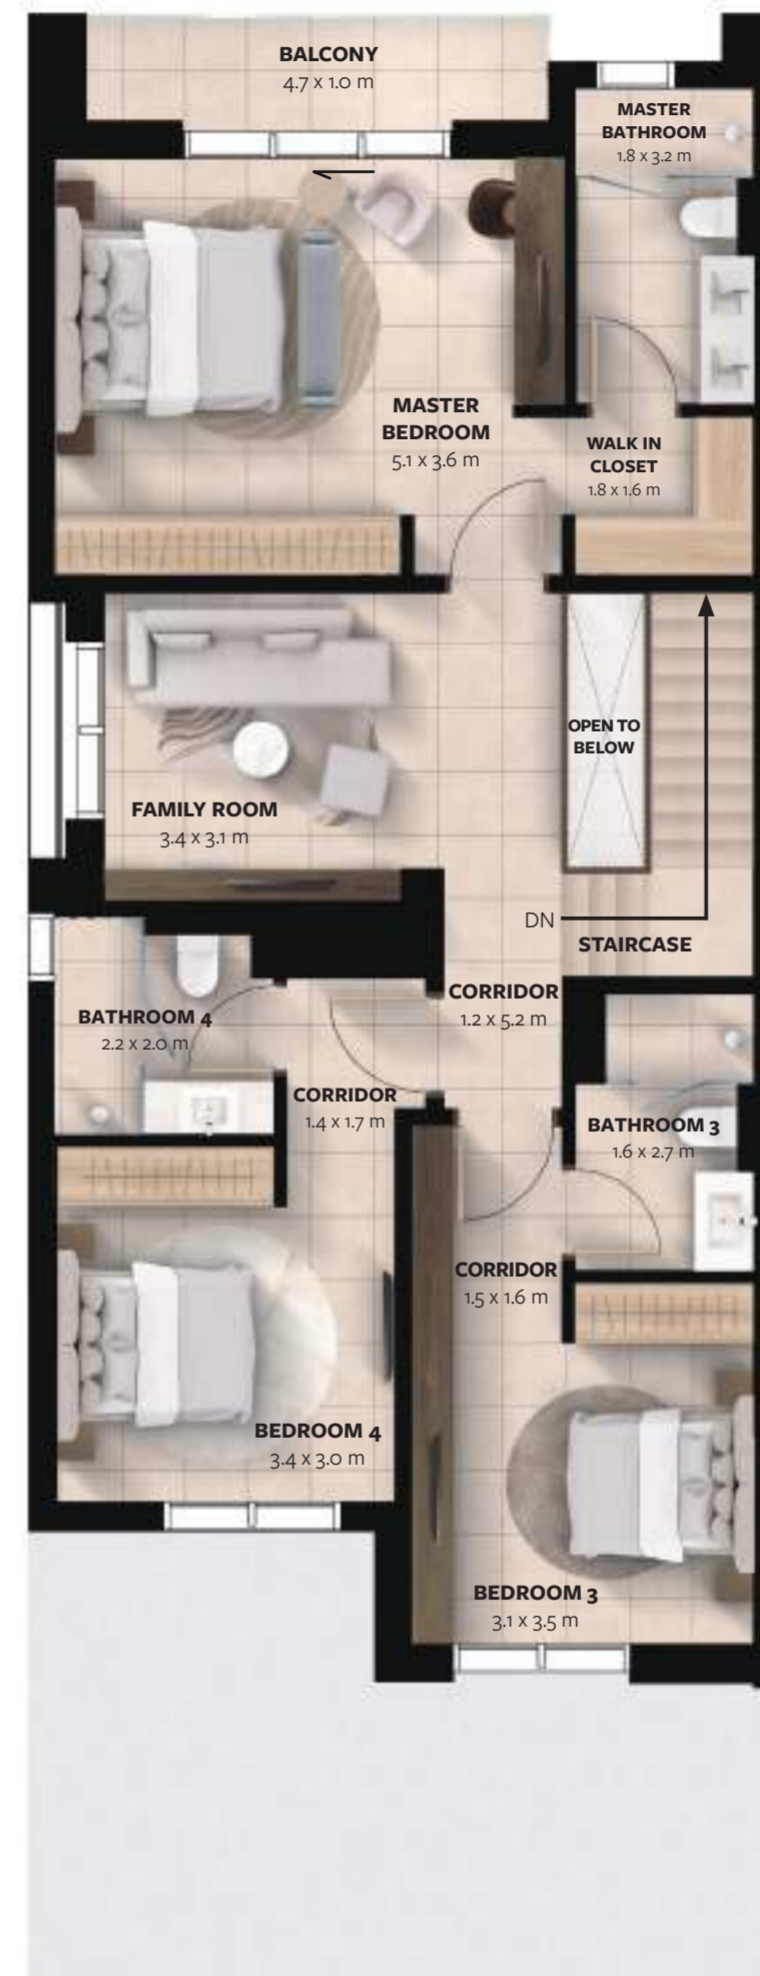 BALCONY
4.7 x 1.0 m
MASTER
BATHROOM
1.8 x 3.2 m
MASTER
BEDROOM
5.1 x 3.6 m
WALK IN
CLOSET
1.8 x 1.6 m
OPEN TO
BELOW
FAMILY ROOM
3.4 x 3.1 m
DN
STAIRCASE
CORRIDOR
1.2 x 5.2 m
BATHROOM 4
2.2 x 2.0 m
CORRIDOR
1.4 x 1.7 m
BATHROOM 3
1.6 x 2.7 m
CORRIDOR
1.5 x 1.6 m
BEDROOM 4
3.4 x 3.0 m
BEDROOM 3
3.1 x 3.5 m